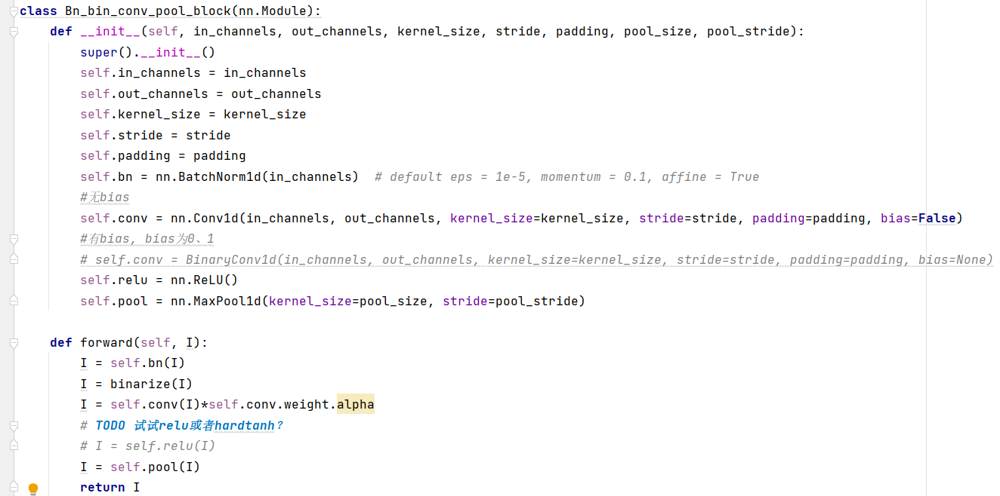 class Bn_bin_conv_pool_block(nn.Module):
    def __init__(self, in_channels, out_channels, kernel_size, stride, padding, pool_size, pool_stride):
        super().__init__()
        self.in_channels = in_channels
        self.out_channels = out_channels
        self.kernel_size = kernel_size
        self.stride = stride
        self.padding = padding
        self.bn = nn.BatchNorm1d(in_channels)  # default eps = 1e-5, momentum = 0.1, affine = True
        #无bias
        self.conv = nn.Conv1d(in_channels, out_channels, kernel_size=kernel_size, stride=stride, padding=padding, bias=False)
        #有bias, bias为0、1
        # self.conv = BinaryConv1d(in_channels, out_channels, kernel_size=kernel_size, stride=stride, padding=padding, bias=None)
        self.relu = nn.ReLU()
        self.pool = nn.MaxPool1d(kernel_size=pool_size, stride=pool_stride)
    def forward(self, I):
        I = self.bn(I)
        I = binarize(I)
        I = self.conv(I)*self.conv.weight.alpha
        # TODO 试试relu或者hardtanh？
        # I = self.relu(I)
        I = self.pool(I)
        return I